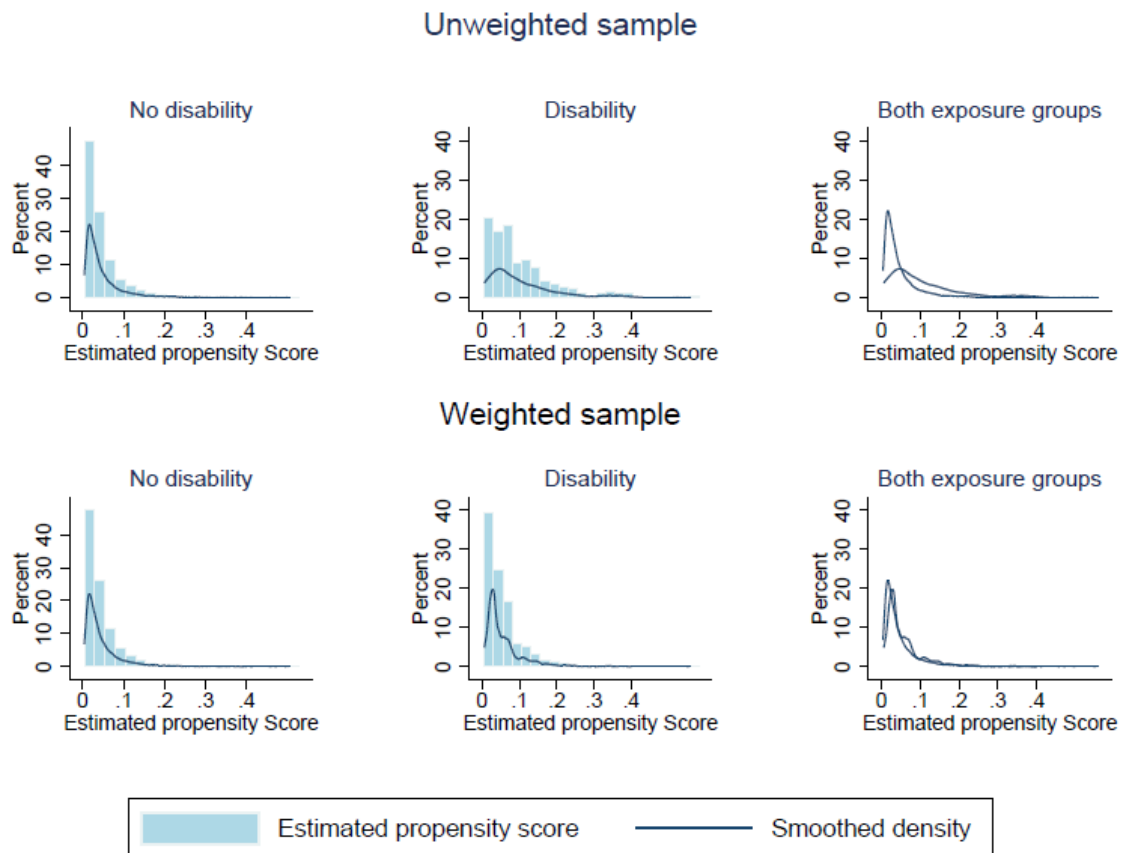 Unweighted sample
No disability
Disability
Both exposure groups
Percent
0 10 20 30 40
0 .1 .2 .3 .4
Estimated propensity Score
Percent
0 10 20 30 40
0 .1 .2 .3 .4
Estimated propensity Score
Percent
0 10 20 30 40
0 .1 .2 .3 .4
Estimated propensity Score
Weighted sample
No disability
Disability
Both exposure groups
Percent
0 10 20 30 40
0 .1 .2 .3 .4
Estimated propensity Score
Percent
0 10 20 30 40
0 .1 .2 .3 .4
Estimated propensity Score
Percent
0 10 20 30 40
0 .1 .2 .3 .4
Estimated propensity Score
Estimated propensity score
Smoothed density